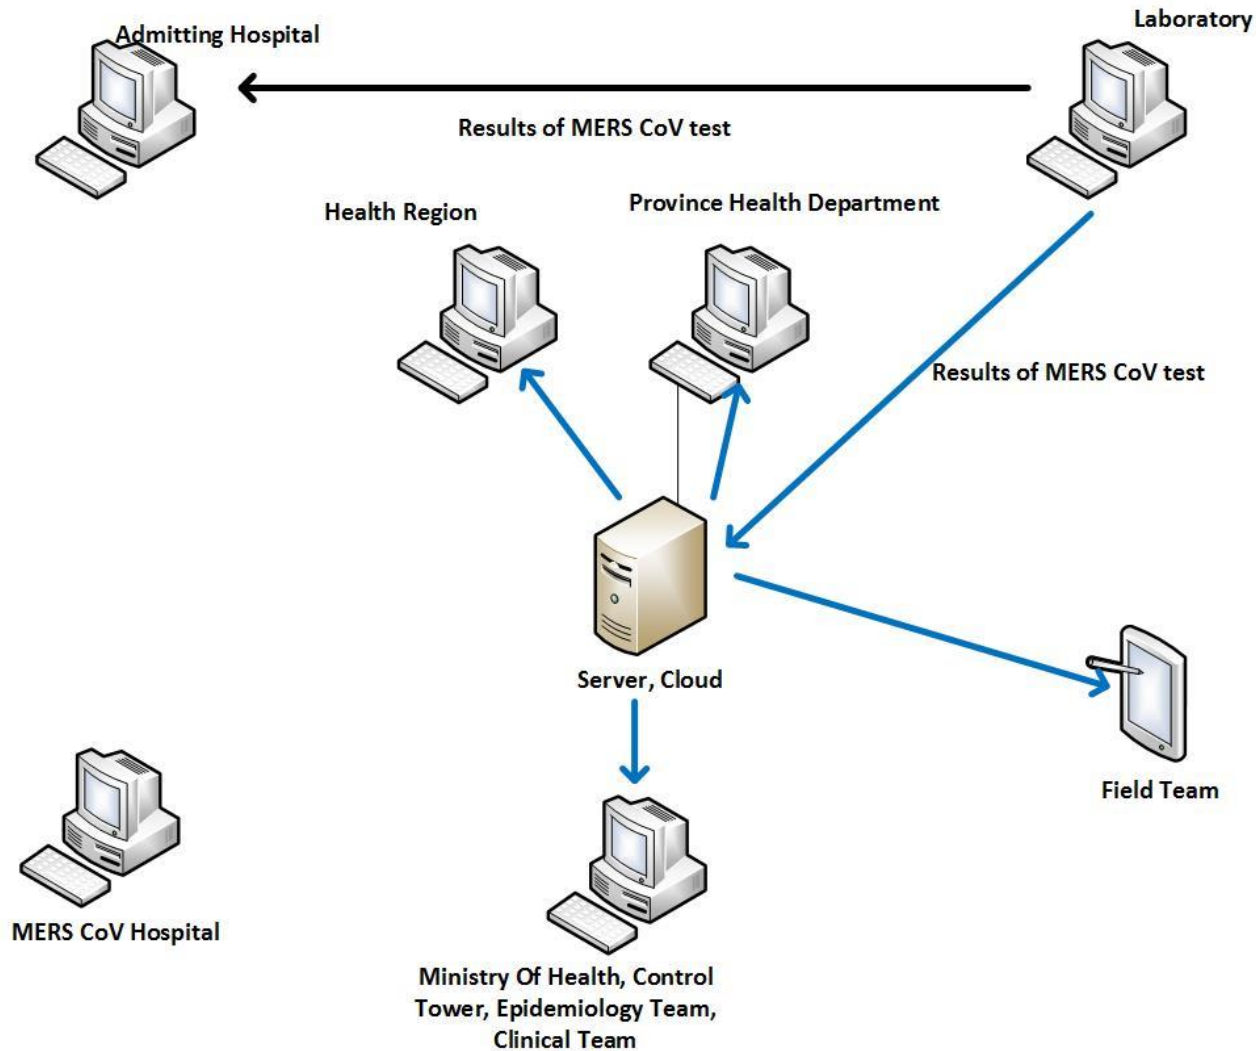 Admitting Hospital
Laboratory
Results of MERS CoV test
Health Region
Province Health Department
Results of MERS CoV test
Server, Cloud
Field Team
MERS CoV Hospital
Ministry Of Health, Control
Tower, Epidemiology Team,
Clinical Team